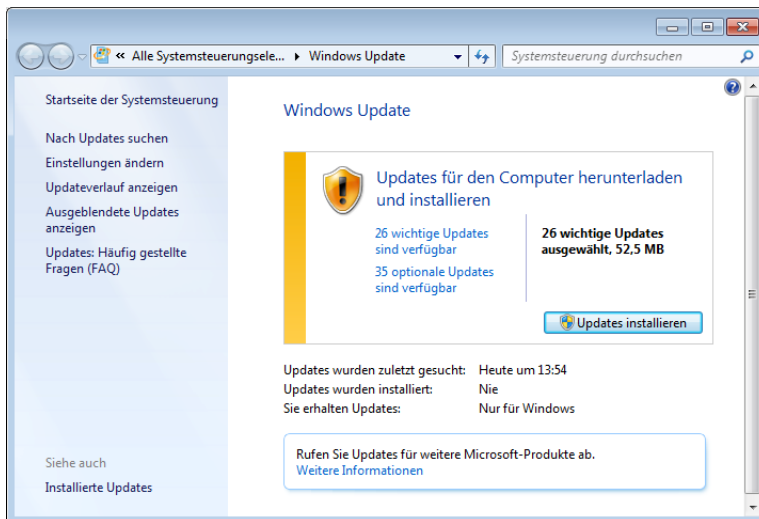 « Alle Systemsteuerungsele... ▸ Windows Update
Systemsteuerung durchsuchen
Startseite der Systemsteuerung
Nach Updates suchen
Einstellungen ändern
Updateverlauf anzeigen
Ausgeblendete Updates
anzeigen
Updates: Häufig gestellte
Fragen (FAQ)
Siehe auch
Installierte Updates
Windows Update
Updates für den Computer herunterladen
und installieren
26 wichtige Updates
sind verfügbar
35 optionale Updates
sind verfügbar
26 wichtige Updates
ausgewählt, 52,5 MB
Updates installieren
Updates wurden zuletzt gesucht: Heute um 13:54
Updates wurden installiert: Nie
Sie erhalten Updates: Nur für Windows
Rufen Sie Updates für weitere Microsoft-Produkte ab.
Weitere Informationen